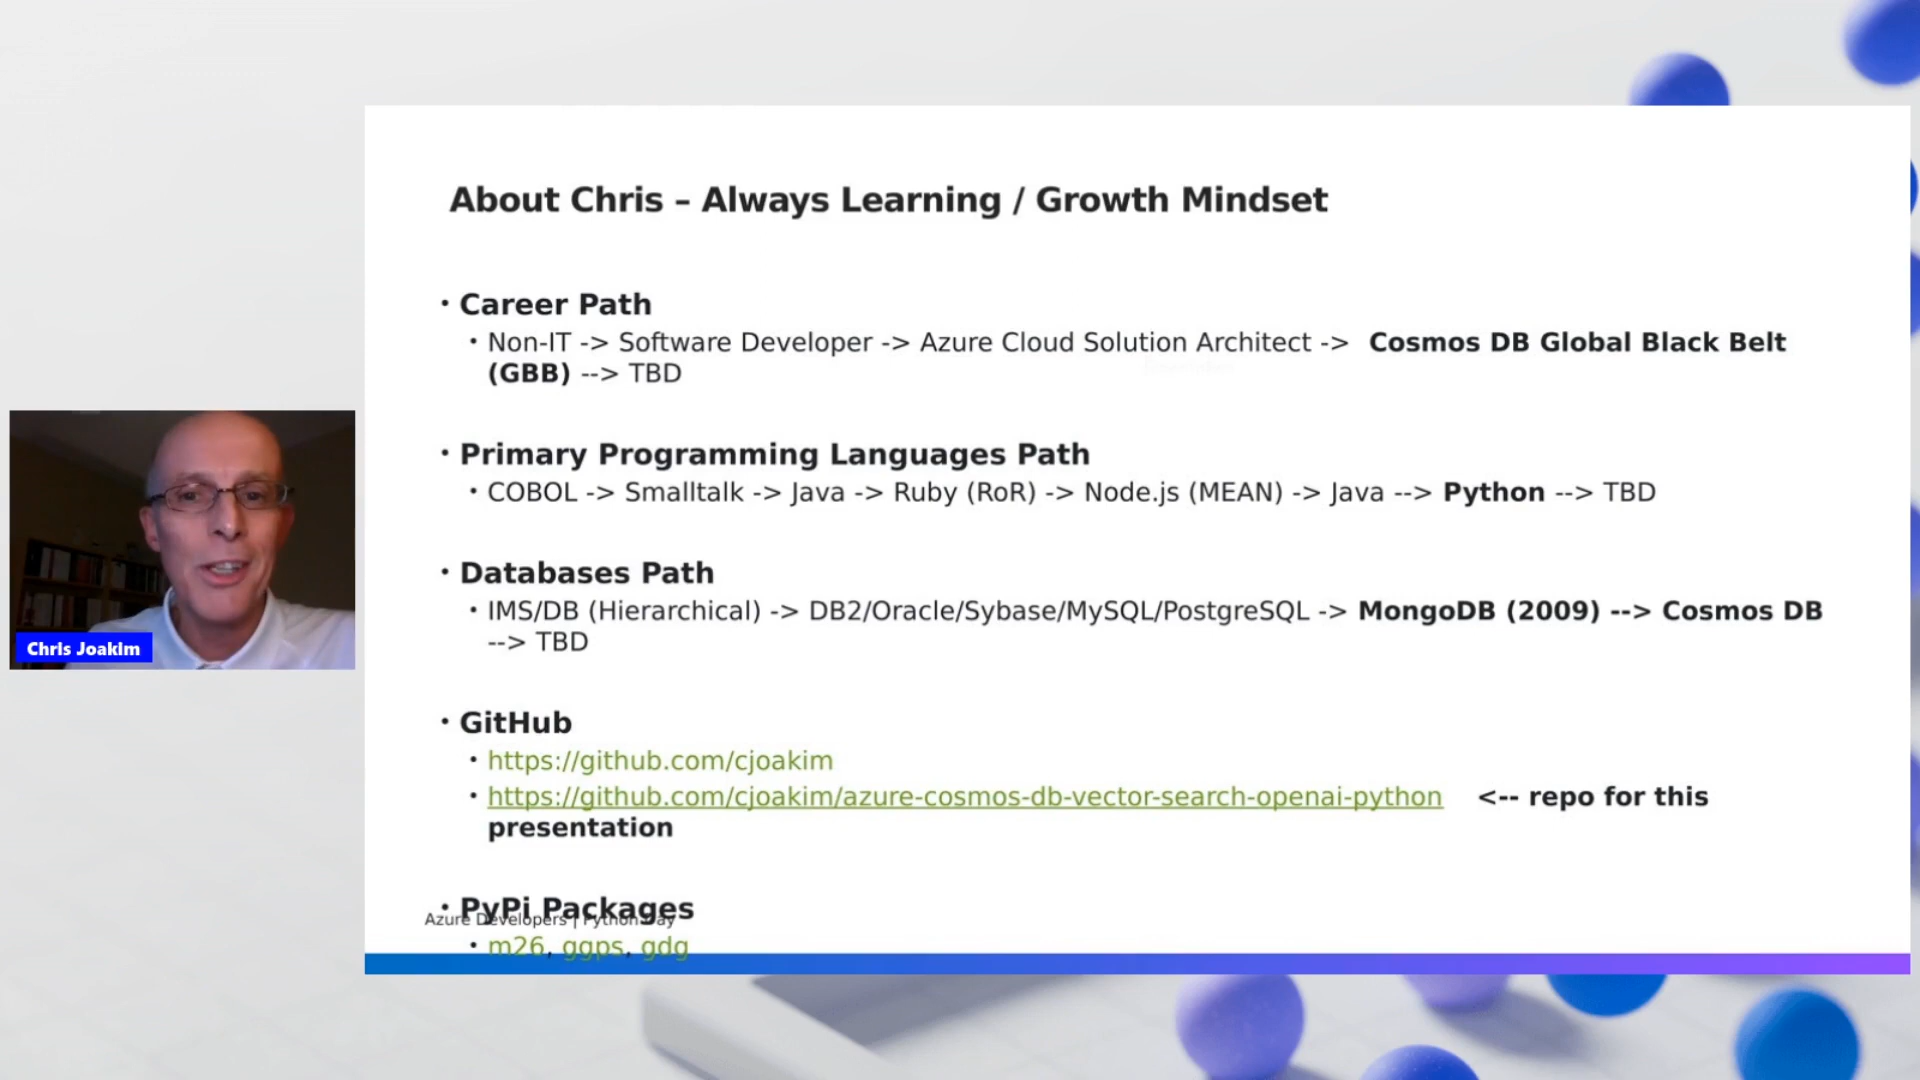 About Chris – Always Learning / Growth Mindset
• Career Path
• Non-IT -> Software Developer -> Azure Cloud Solution Architect -> Cosmos DB Global Black Belt
(GBB) --> TBD
• Primary Programming Languages Path
• COBOL -> Smalltalk -> Java -> Ruby (RoR) -> Node.js (MEAN) -> Java --> Python --> TBD
• Databases Path
• IMS/DB (Hierarchical) -> DB2/Oracle/Sybase/MySQL/PostgreSQL -> MongoDB (2009) --> Cosmos DB
--> TBD
Chris Joakim
• GitHub
• https://github.com/cjoakim
• https://github.com/cjoakim/azure-cosmos-db-vector-search-openai-python <-- repo for this
presentation
• PyPi Packages
Azure Developers | Python Day
• m26, ggps, gdg